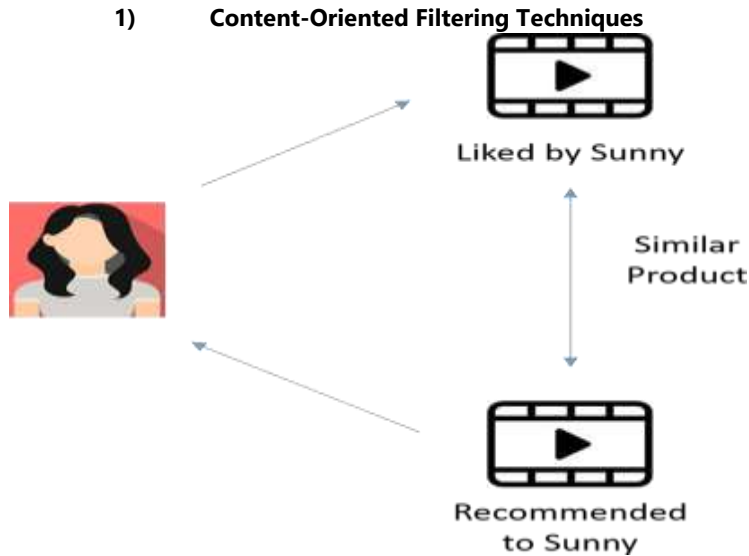 1) Content-Oriented Filtering Techniques
Liked by Sunny
Similar
Product
Recommended
to Sunny